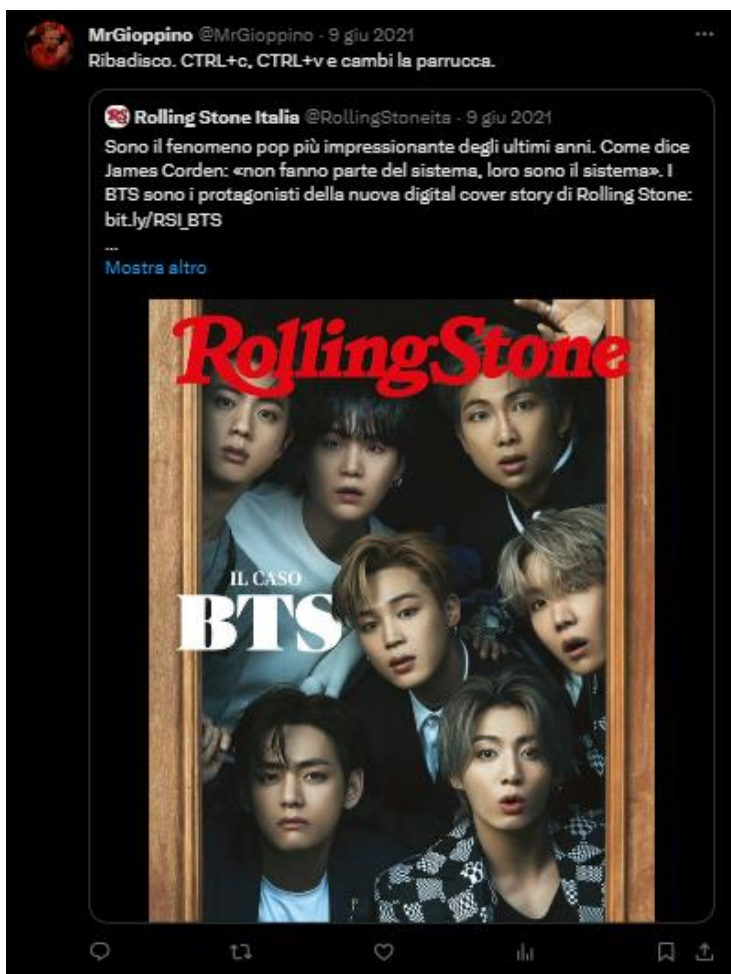 MrGioppino @MrGioppino · 9 giu 2021
Ribadisco. CTRL+c, CTRL+v e cambi la parrucca.
Rolling Stone Italia @RollingStoneita · 9 giu 2021
Sono il fenomeno pop più impressionante degli ultimi anni. Come dice
James Corden: «non fanno parte del sistema, loro sono il sistema». I
BTS sono i protagonisti della nuova digital cover story di Rolling Stone:
bit.ly/RSI_BTS
...
Mostra altro
RollingStone
IL CASO
BTS